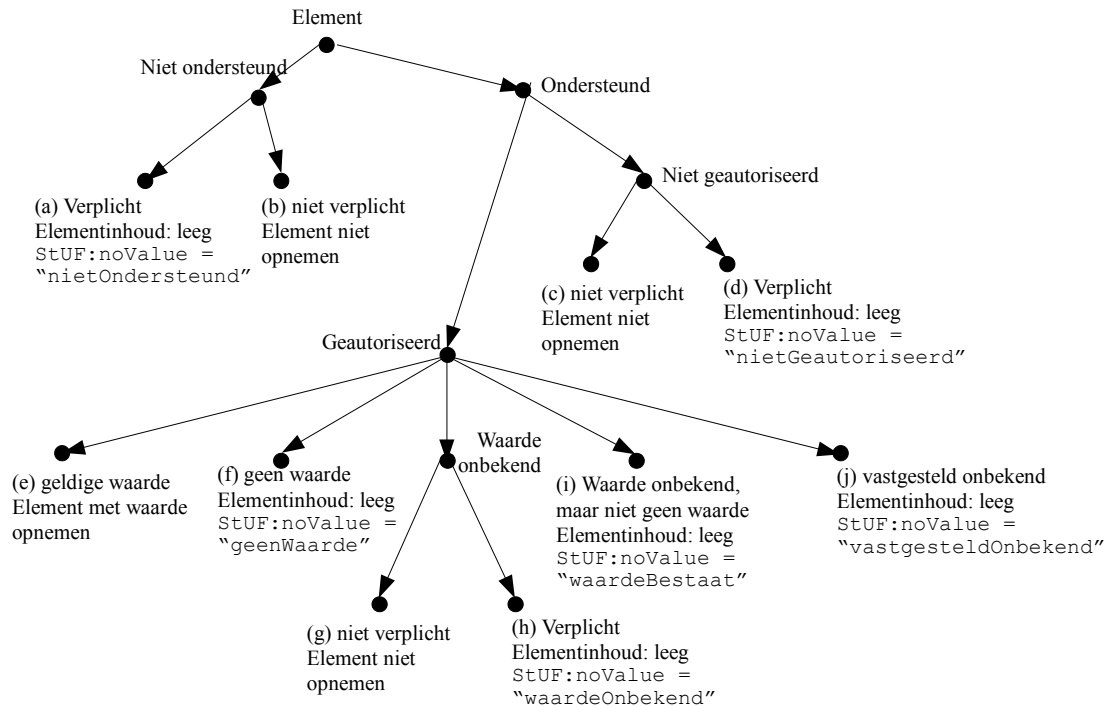 Element
Niet ondersteund
Ondersteund
Niet geautoriseerd
(a) Verplicht
Elementinhoud: leeg
StUF:noValue =
“nietOndersteund”
(b) niet verplicht
Element niet
opnemen
(c) niet verplicht
Element niet
opnemen
(d) Verplicht
Elementinhoud: leeg
StUF:noValue =
“nietGeautoriseerd”
Geautoriseerd
(e) geldige waarde
Element met waarde
opnemen
(f) geen waarde
Elementinhoud: leeg
StUF:noValue =
“geenWaarde”
Waarde
onbekend
(i) Waarde onbekend,
maar niet geen waarde
Elementinhoud: leeg
StUF:noValue =
“waardeBestaat”
(j) vastgesteld onbekend
Elementinhoud: leeg
StUF:noValue =
“vastgesteldOnbekend”
(g) niet verplicht
Element niet
opnemen
(h) Verplicht
Elementinhoud: leeg
StUF:noValue =
“waardeOnbekend”